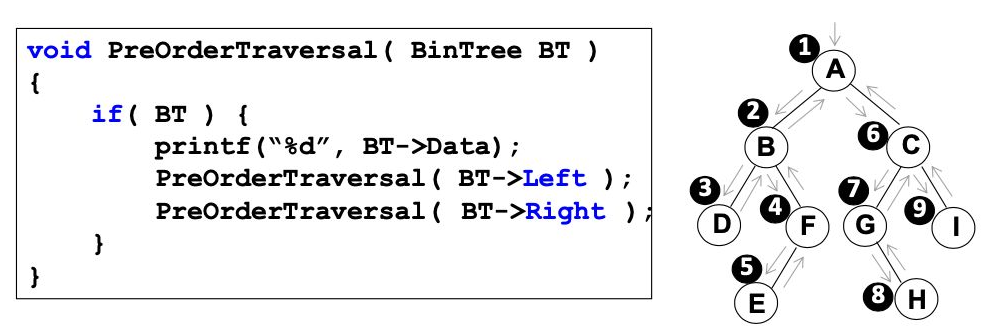 void PreOrderTraversal( BinTree BT )
{
if( BT ) {
printf(“%d”, BT->Data);
PreOrderTraversal( BT->Left );
PreOrderTraversal( BT->Right );
}
}
1
A
2
B
6
C
3
D
4
F
7
G
9
I
5
E
8
H